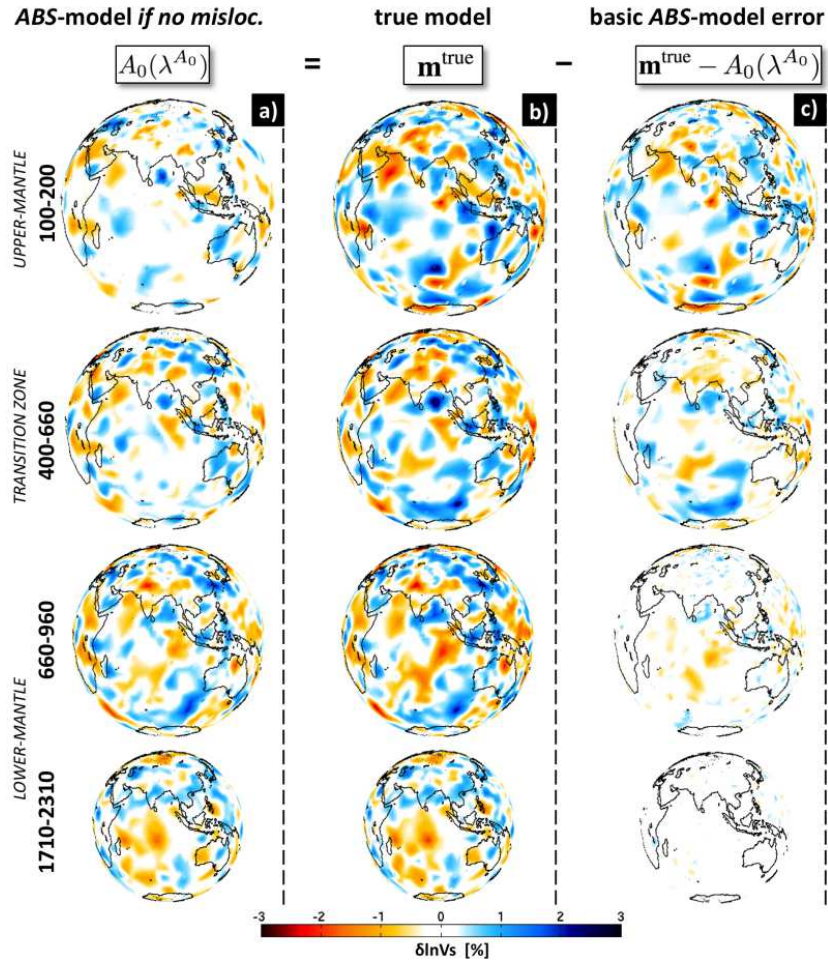 ABS-model if no misloc. true model basic ABS-model error
A₀(λ^A₀) = m^true − m^true − A₀(λ^A₀)
a) b) c)
UPPER-MANTLE
100-200
TRANSITION ZONE
400-660
LOWER-MANTLE
660-960
1710-2310
-3 -2 -1 0 1 2 3
δlnVs [%]